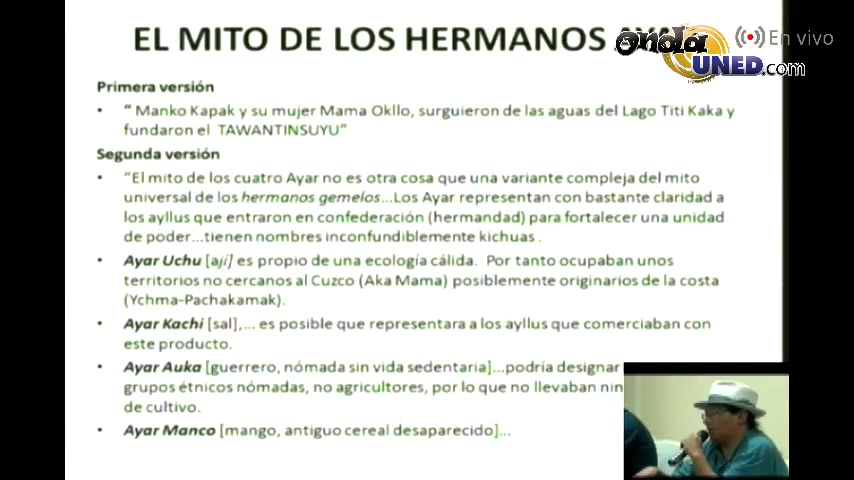 EL MITO DE LOS HERMANOS
onda
UNED.com
En vivo
Primera versión
• “ Manko Kapak y su mujer Mama Okllo, surguieron de las aguas del Lago Titi Kaka y
fundaron el TAWANTINSUYU”
Segunda versión
• “El mito de los cuatro Ayar no es otra cosa que una variante compleja del mito
universal de los hermanos gemelos...Los Ayar representan con bastante claridad a
los ayllus que entraron en confederación (hermandad) para fortalecer una unidad
de poder...tienen nombres inconfundiblemente kichuas .
• Ayar Uchu [ají] es propio de una ecología cálida. Por tanto ocupaban unos
territorios no cercanos al Cuzco (Aka Mama) posiblemente originarios de la costa
(Ychma-Pachakamak).
• Ayar Kachi [sal],... es posible que representara a los ayllus que comerciaban con
este producto.
• Ayar Auka [guerrero, nómada sin vida sedentaria]...podría designar
grupos étnicos nómadas, no agricultores, por lo que no llevaban
de cultivo.
• Ayar Manco [mango, antiguo cereal desaparecido]...